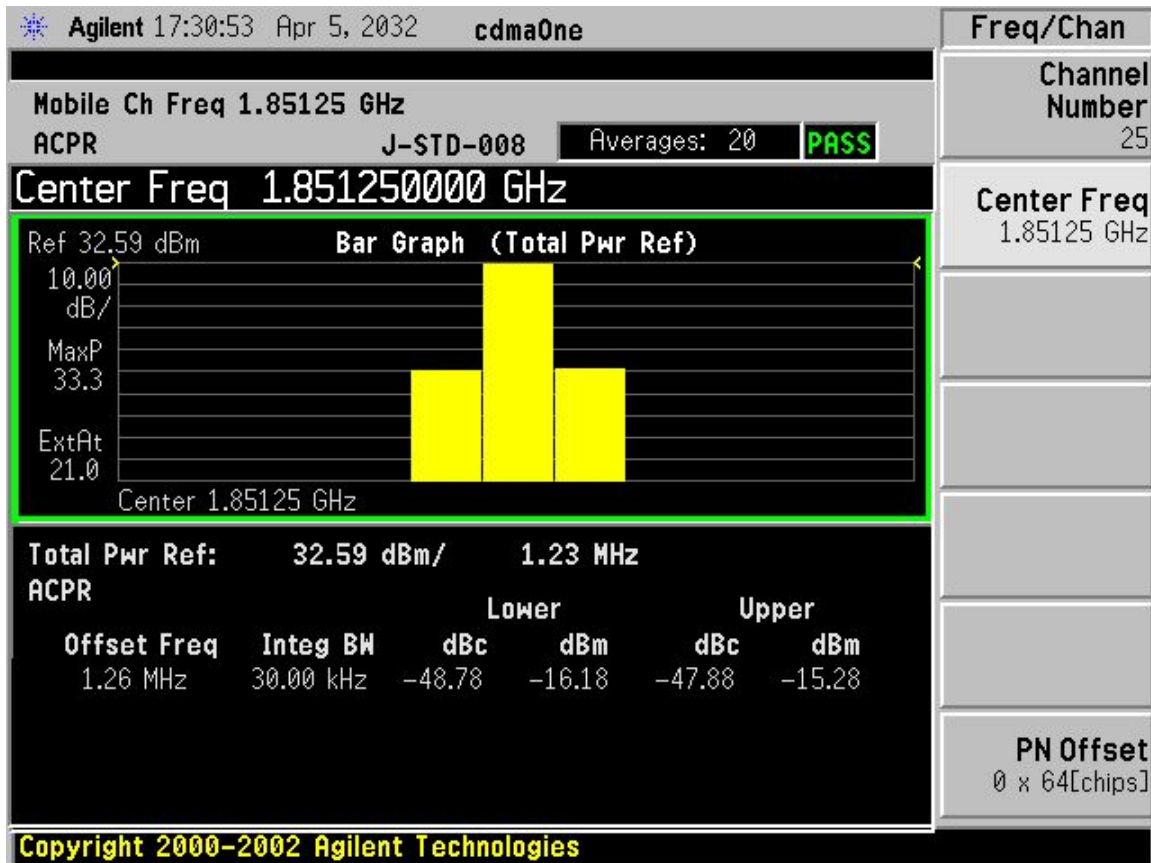 Agilent 17:30:53 Apr 5, 2032 cdmaOne
Freq/Chan
Mobile Ch Freq 1.85125 GHz
ACPR J-STD-008 Averages: 20 PASS
Center Freq 1.851250000 GHz
Ref 32.59 dBm Bar Graph (Total Pwr Ref)
10.00
dB/
MaxP
33.3
ExtAt
21.0
Center 1.85125 GHz
Total Pwr Ref: 32.59 dBm/ 1.23 MHz
ACPR
Lower Upper
Offset Freq Integ BW dBc dBm dBc dBm
1.26 MHz 30.00 kHz -48.78 -16.18 -47.88 -15.28
Channel
Number
25
Center Freq
1.85125 GHz
PN Offset
0 x 64[chips]
Copyright 2000-2002 Agilent Technologies